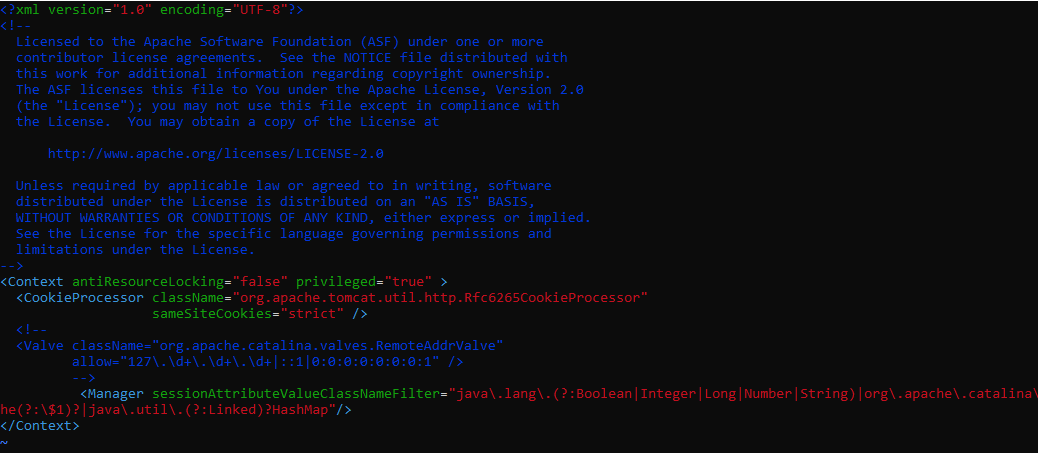 <?xml version="1.0" encoding="UTF-8"?>
<!--
  Licensed to the Apache Software Foundation (ASF) under one or more
  contributor license agreements.  See the NOTICE file distributed with
  this work for additional information regarding copyright ownership.
  The ASF licenses this file to You under the Apache License, Version 2.0
  (the "License"); you may not use this file except in compliance with
  the License.  You may obtain a copy of the License at

      http://www.apache.org/licenses/LICENSE-2.0

  Unless required by applicable law or agreed to in writing, software
  distributed under the License is distributed on an "AS IS" BASIS,
  WITHOUT WARRANTIES OR CONDITIONS OF ANY KIND, either express or implied.
  See the License for the specific language governing permissions and
  limitations under the License.
-->
<Context antiResourceLocking="false" privileged="true" >
  <CookieProcessor className="org.apache.tomcat.util.http.Rfc6265CookieProcessor"
                   sameSiteCookies="strict" />
  <!--
  <Valve className="org.apache.catalina.valves.RemoteAddrValve"
         allow="127\.\d+\.\d+\.\d+|::1|0:0:0:0:0:0:0:1" />
         -->
          <Manager sessionAttributeValueClassNameFilter="java\.lang\.(?:Boolean|Integer|Long|Number|String)|org\.apache\.catalina\
he(?:\$1)?|java\.util\.(?:Linked)?HashMap"/>
</Context>
~